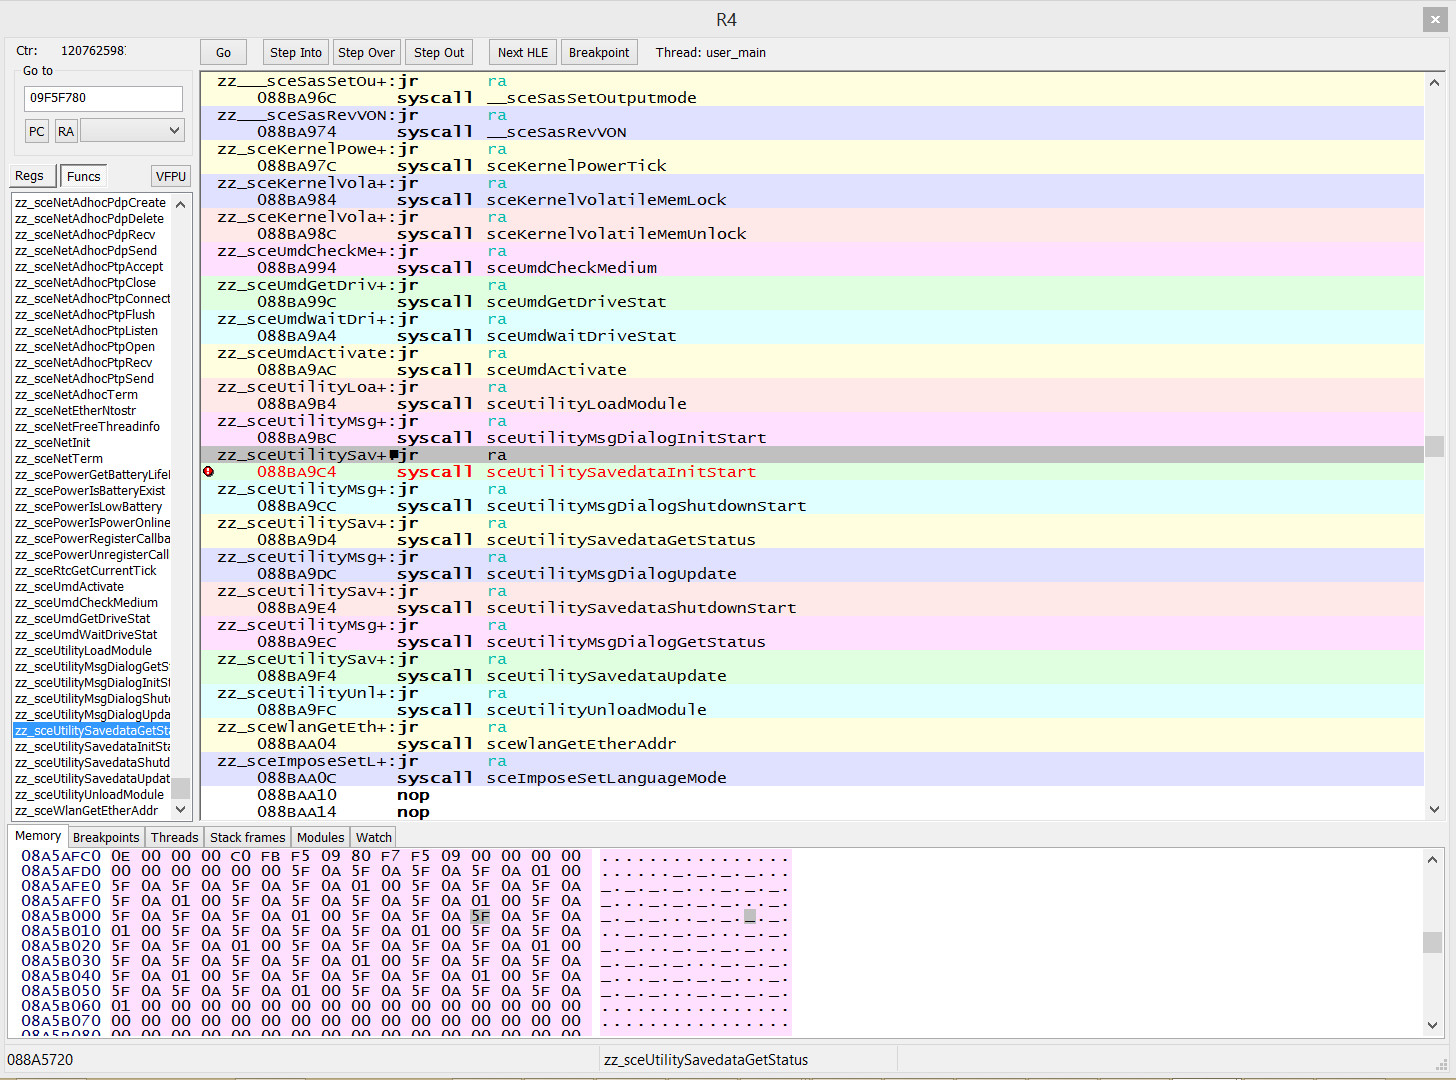 R4
Ctr: 120762598
Go Step Into Step Over Step Out Next HLE Breakpoint Thread: user_main
Go to
09F5F780
PC RA
Regs Funcs VFPU
zz_sceNetAdhocPdpCreate
zz_sceNetAdhocPdpDelete
zz_sceNetAdhocPdpRecv
zz_sceNetAdhocPdpSend
zz_sceNetAdhocPtpAccept
zz_sceNetAdhocPtpClose
zz_sceNetAdhocPtpConnect
zz_sceNetAdhocPtpFlush
zz_sceNetAdhocPtpListen
zz_sceNetAdhocPtpOpen
zz_sceNetAdhocPtpRecv
zz_sceNetAdhocPtpSend
zz_sceNetAdhocTerm
zz_sceNetEtherNtostr
zz_sceNetFreeThreadinfo
zz_sceNetInit
zz_sceNetTerm
zz_scePowerGetBatteryLife
zz_scePowerIsBatteryExist
zz_scePowerIsLowBattery
zz_scePowerIsPowerOnline
zz_scePowerRegisterCallba
zz_scePowerUnregisterCall
zz_sceRtcGetCurrentTick
zz_sceUmdActivate
zz_sceUmdCheckMedium
zz_sceUmdGetDriveStat
zz_sceUmdWaitDriveStat
zz_sceUtilityLoadModule
zz_sceUtilityMsgDialogGetS
zz_sceUtilityMsgDialogInitSt
zz_sceUtilityMsgDialogShut
zz_sceUtilityMsgDialogUpda
zz_sceUtilitySavedataGetSta
zz_sceUtilitySavedataInitSta
zz_sceUtilitySavedataShutd
zz_sceUtilitySavedataUpdat
zz_sceUtilityUnloadModule
zz_sceWlanGetEtherAddr
zz___sceSasSetOu+:jr ra
088BA96C syscall __sceSasSetOutputmode
zz___sceSasRevVON:jr ra
088BA974 syscall __sceSasRevVON
zz_sceKernelPowe+:jr ra
088BA97C syscall sceKernelPowerTick
zz_sceKernelVola+:jr ra
088BA984 syscall sceKernelVolatileMemLock
zz_sceKernelVola+:jr ra
088BA98C syscall sceKernelVolatileMemUnlock
zz_sceUmdCheckMe+:jr ra
088BA994 syscall sceUmdCheckMedium
zz_sceUmdGetDriv+:jr ra
088BA99C syscall sceUmdGetDriveStat
zz_sceUmdWaitDri+:jr ra
088BA9A4 syscall sceUmdWaitDriveStat
zz_sceUmdActivate:jr ra
088BA9AC syscall sceUmdActivate
zz_sceUtilityLoa+:jr ra
088BA9B4 syscall sceUtilityLoadModule
zz_sceUtilityMsg+:jr ra
088BA9BC syscall sceUtilityMsgDialogInitStart
zz_sceUtilitySav+■jr ra
088BA9C4 syscall sceUtilitySavedataInitStart
zz_sceUtilityMsg+:jr ra
088BA9CC syscall sceUtilityMsgDialogShutdownStart
zz_sceUtilitySav+:jr ra
088BA9D4 syscall sceUtilitySavedataGetStatus
zz_sceUtilityMsg+:jr ra
088BA9DC syscall sceUtilityMsgDialogUpdate
zz_sceUtilitySav+:jr ra
088BA9E4 syscall sceUtilitySavedataShutdownStart
zz_sceUtilityMsg+:jr ra
088BA9EC syscall sceUtilityMsgDialogGetStatus
zz_sceUtilitySav+:jr ra
088BA9F4 syscall sceUtilitySavedataUpdate
zz_sceUtilityUnl+:jr ra
088BA9FC syscall sceUtilityUnloadModule
zz_sceWlanGetEth+:jr ra
088BAA04 syscall sceWlanGetEtherAddr
zz_sceImposeSetL+:jr ra
088BAA0C syscall sceImposeSetLanguageMode
088BAA10 nop
088BAA14 nop
Memory Breakpoints Threads Stack frames Modules Watch
08A5AFC0 0E 00 00 00 C0 FB F5 09 80 F7 F5 09 00 00 00 00 ................
08A5AFD0 00 00 00 00 00 00 5F 0A 5F 0A 5F 0A 5F 0A 01 00 ......_._._._...
08A5AFE0 5F 0A 5F 0A 5F 0A 5F 0A 01 00 5F 0A 5F 0A 5F 0A _._._._..._._._.
08A5AFF0 5F 0A 01 00 5F 0A 5F 0A 5F 0A 5F 0A 01 00 5F 0A _..._._._._..._.
08A5B000 5F 0A 5F 0A 5F 0A 01 00 5F 0A 5F 0A 5F 0A 5F 0A _._._..._._._._.
08A5B010 01 00 5F 0A 5F 0A 5F 0A 5F 0A 01 00 5F 0A 5F 0A .._._._._..._._.
08A5B020 5F 0A 5F 0A 01 00 5F 0A 5F 0A 5F 0A 5F 0A 01 00 _._..._._._._...
08A5B030 5F 0A 5F 0A 5F 0A 5F 0A 01 00 5F 0A 5F 0A 5F 0A _._._._..._._._.
08A5B040 5F 0A 01 00 5F 0A 5F 0A 5F 0A 5F 0A 01 00 5F 0A _..._._._._..._.
08A5B050 5F 0A 5F 0A 5F 0A 01 00 5F 0A 5F 0A 5F 0A 5F 0A _._._..._._._._.
08A5B060 01 00 00 00 00 00 00 00 00 00 00 00 00 00 00 00 ................
08A5B070 00 00 00 00 00 00 00 00 00 00 00 00 00 00 00 00 ................
08A5B080 00 00 00 00 00 00 00 00 00 00 00 00 00 00 00 00
088A5720 zz_sceUtilitySavedataGetStatus